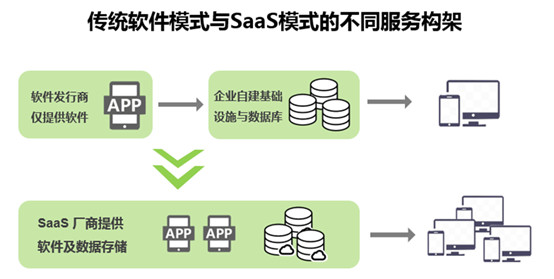 传统软件模式与SaaS模式的不同服务构架
软件发行商
仅提供软件
APP
企业自建基础
设施与数据库
SaaS 厂商提供
软件及数据存储
APP
APP